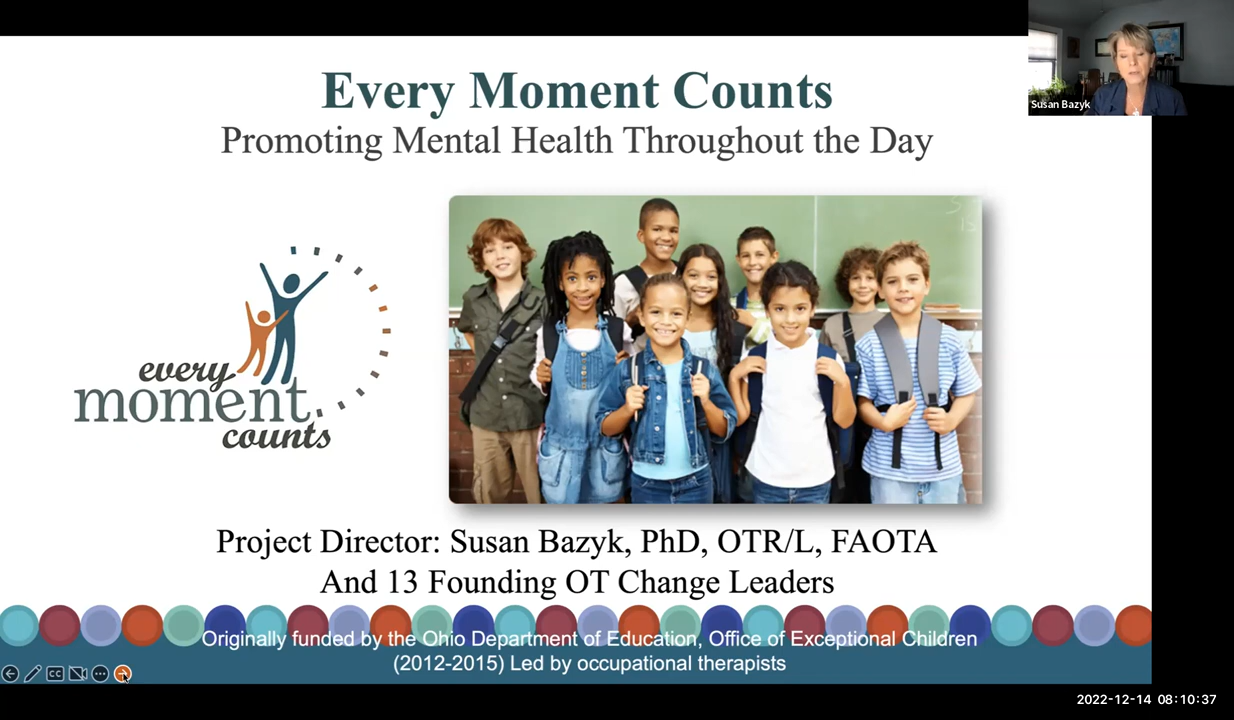 Every Moment Counts
Promoting Mental Health Throughout the Day
Susan Bazyk
every
moment
counts
Project Director: Susan Bazyk, PhD, OTR/L, FAOTA
And 13 Founding OT Change Leaders
Originally funded by the Ohio Department of Education, Office of Exceptional Children
(2012-2015) Led by occupational therapists
CC
2022-12-14 08:10:37